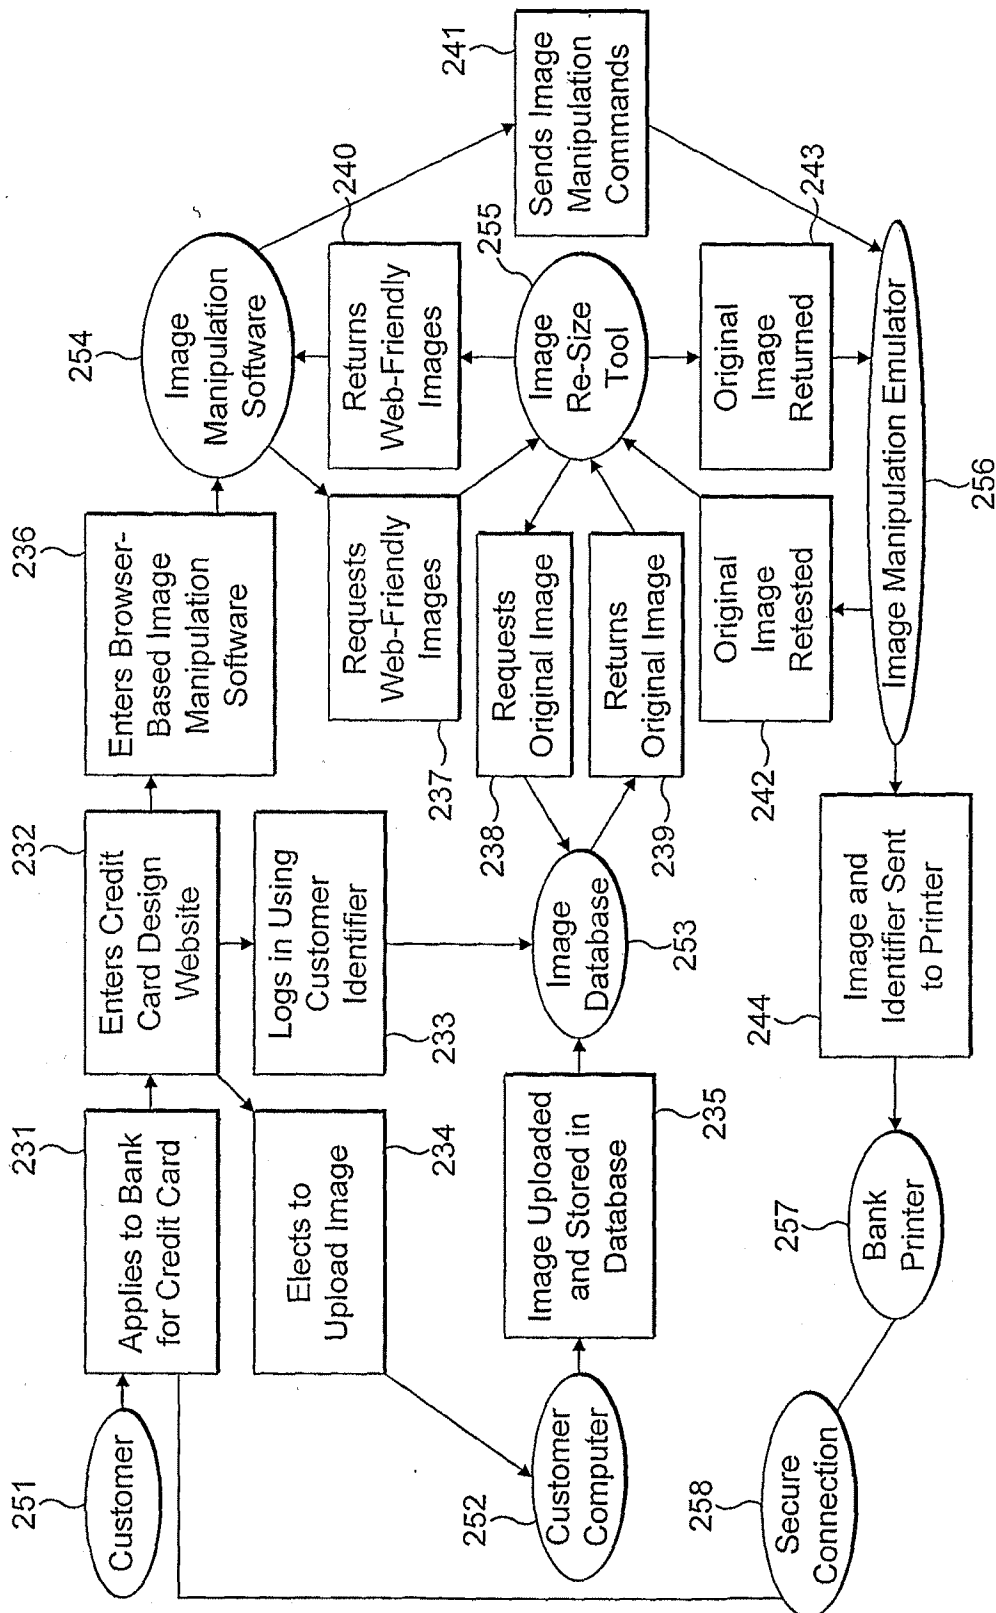 251
Customer
231
Applies to Bank
for Credit Card
232
Enters Credit
Card Design
Website
236
Enters Browser-
Based Image
Manipulation
Software
254
Image
Manipulation
Software
Elects to
Upload Image
234
Logs in Using
Customer
Identifier
233
Requests
Web-Friendly
Images
237
Returns
Web-Friendly
Images
240
241
Sends Image
Manipulation
Commands
252
Customer
Computer
Image Uploaded
and Stored in
Database
235
Image
Database
253
238
Requests
Original Image
Returns
Original Image
239
255
Image
Re-Size
Tool
Original
Image
Retested
242
Original
Image
Returned
243
258
Secure
Connection
257
Bank
Printer
244
Image and
Identifier Sent
to Printer
Image Manipulation Emulator
256